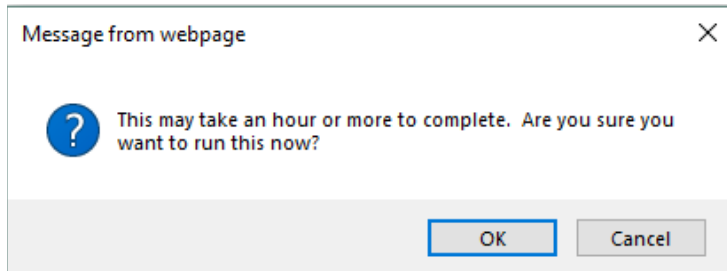 Message from webpage
?
This may take an hour or more to complete.  Are you sure you
want to run this now?
OK
Cancel